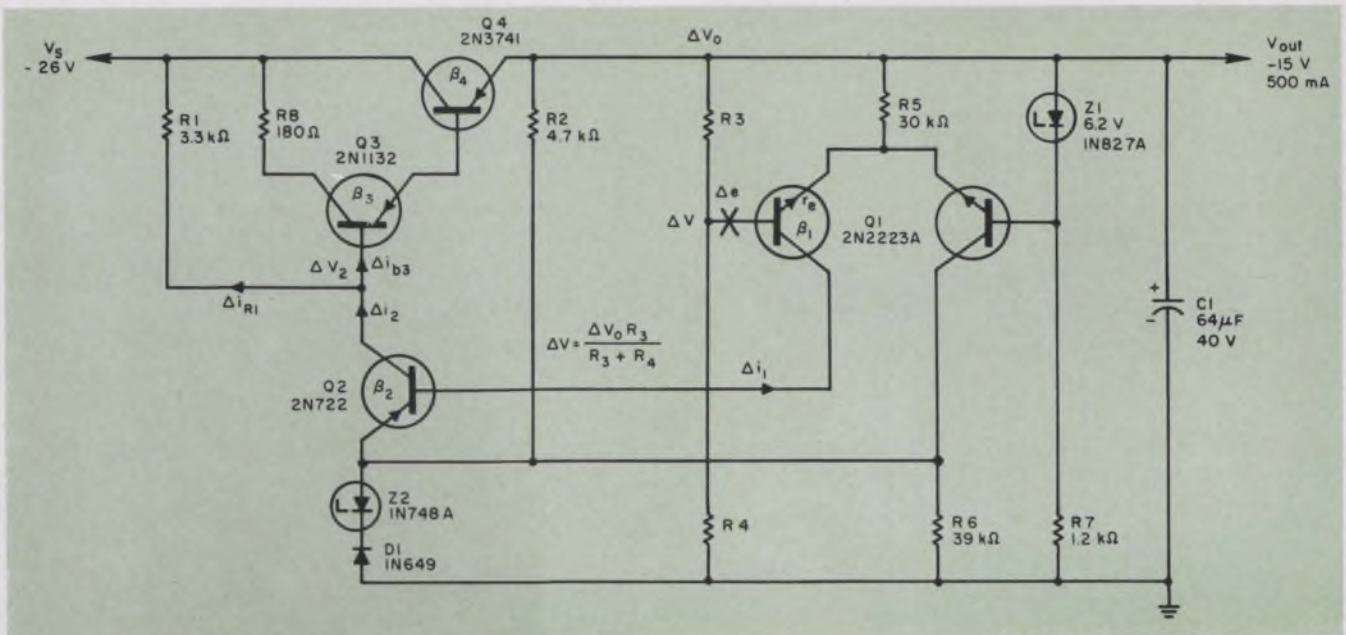 Q4
2N3741
Vs
- 26 V
β4
ΔVo
Vout
-15 V
500 mA
R1
3.3 kΩ
R8
180Ω
Q3
2N1132
β3
R2
4.7 kΩ
R3
R5
30 kΩ
Z1
6.2 V
1N827A
Δe
re
β1
ΔV
Q1
2N2223A
ΔV2
Δib3
ΔiR1
Δi2
C1
64μF
40 V
+
-
ΔV = ΔVo R3 / R3 + R4
Δi1
Q2
2N722
β2
Z2
1N748A
D1
1N649
R4
R6
39 kΩ
R7
1.2 kΩ